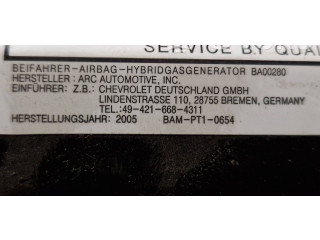 SERVICE BY QUA
BEIFAHRER-AIRBAG-HYBRIDGASGENERATOR BA00280
HERSTELLER : ARC AUTOMOTIVE, INC.
EINFÜHRER: Z.B.: CHEVROLET DEUTSCHLAND GMBH
LINDENSTRASSE 110, 28755 BREMEN, GERMANY
TEL.:49-421-668-4311
HERSTELLUNGSJAHR: 2005 BAM-PT1-0654